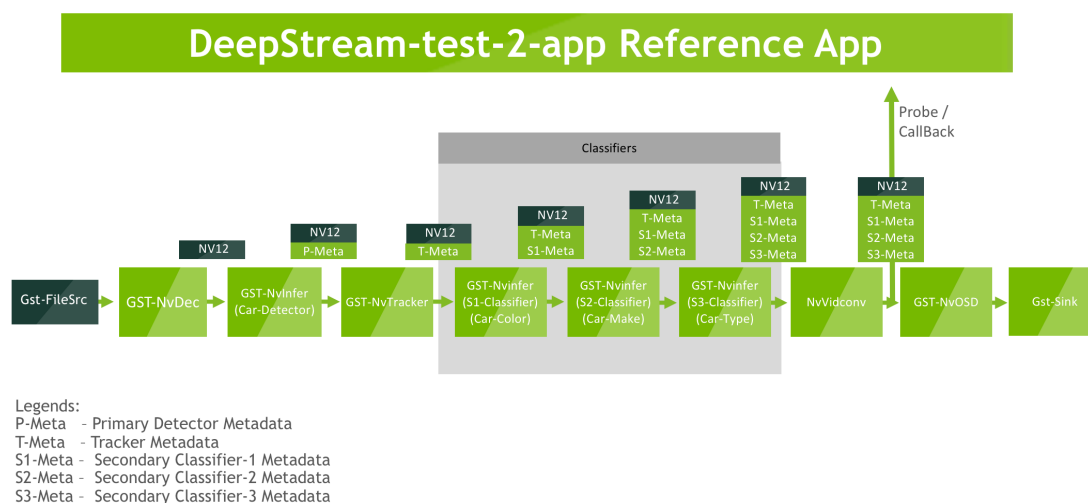 DeepStream-test-2-app Reference App
Probe /
CallBack
Classifiers
NV12
NV12
P-Meta
NV12
T-Meta
NV12
T-Meta
S1-Meta
NV12
T-Meta
S1-Meta
S2-Meta
NV12
T-Meta
S1-Meta
S2-Meta
S3-Meta
NV12
T-Meta
S1-Meta
S2-Meta
S3-Meta
Gst-FileSrc
GST-NvDec
GST-NvInfer
(Car-Detector)
GST-NvTracker
GST-Nvinfer
(S1-Classifier)
(Car-Color)
GST-Nvinfer
(S2-Classifier)
(Car-Make)
GST-Nvinfer
(S3-Classifier)
(Car-Type)
NvVidconv
GST-NvOSD
Gst-Sink
Legends:
P-Meta - Primary Detector Metadata
T-Meta - Tracker Metadata
S1-Meta - Secondary Classifier-1 Metadata
S2-Meta - Secondary Classifier-2 Metadata
S3-Meta - Secondary Classifier-3 Metadata